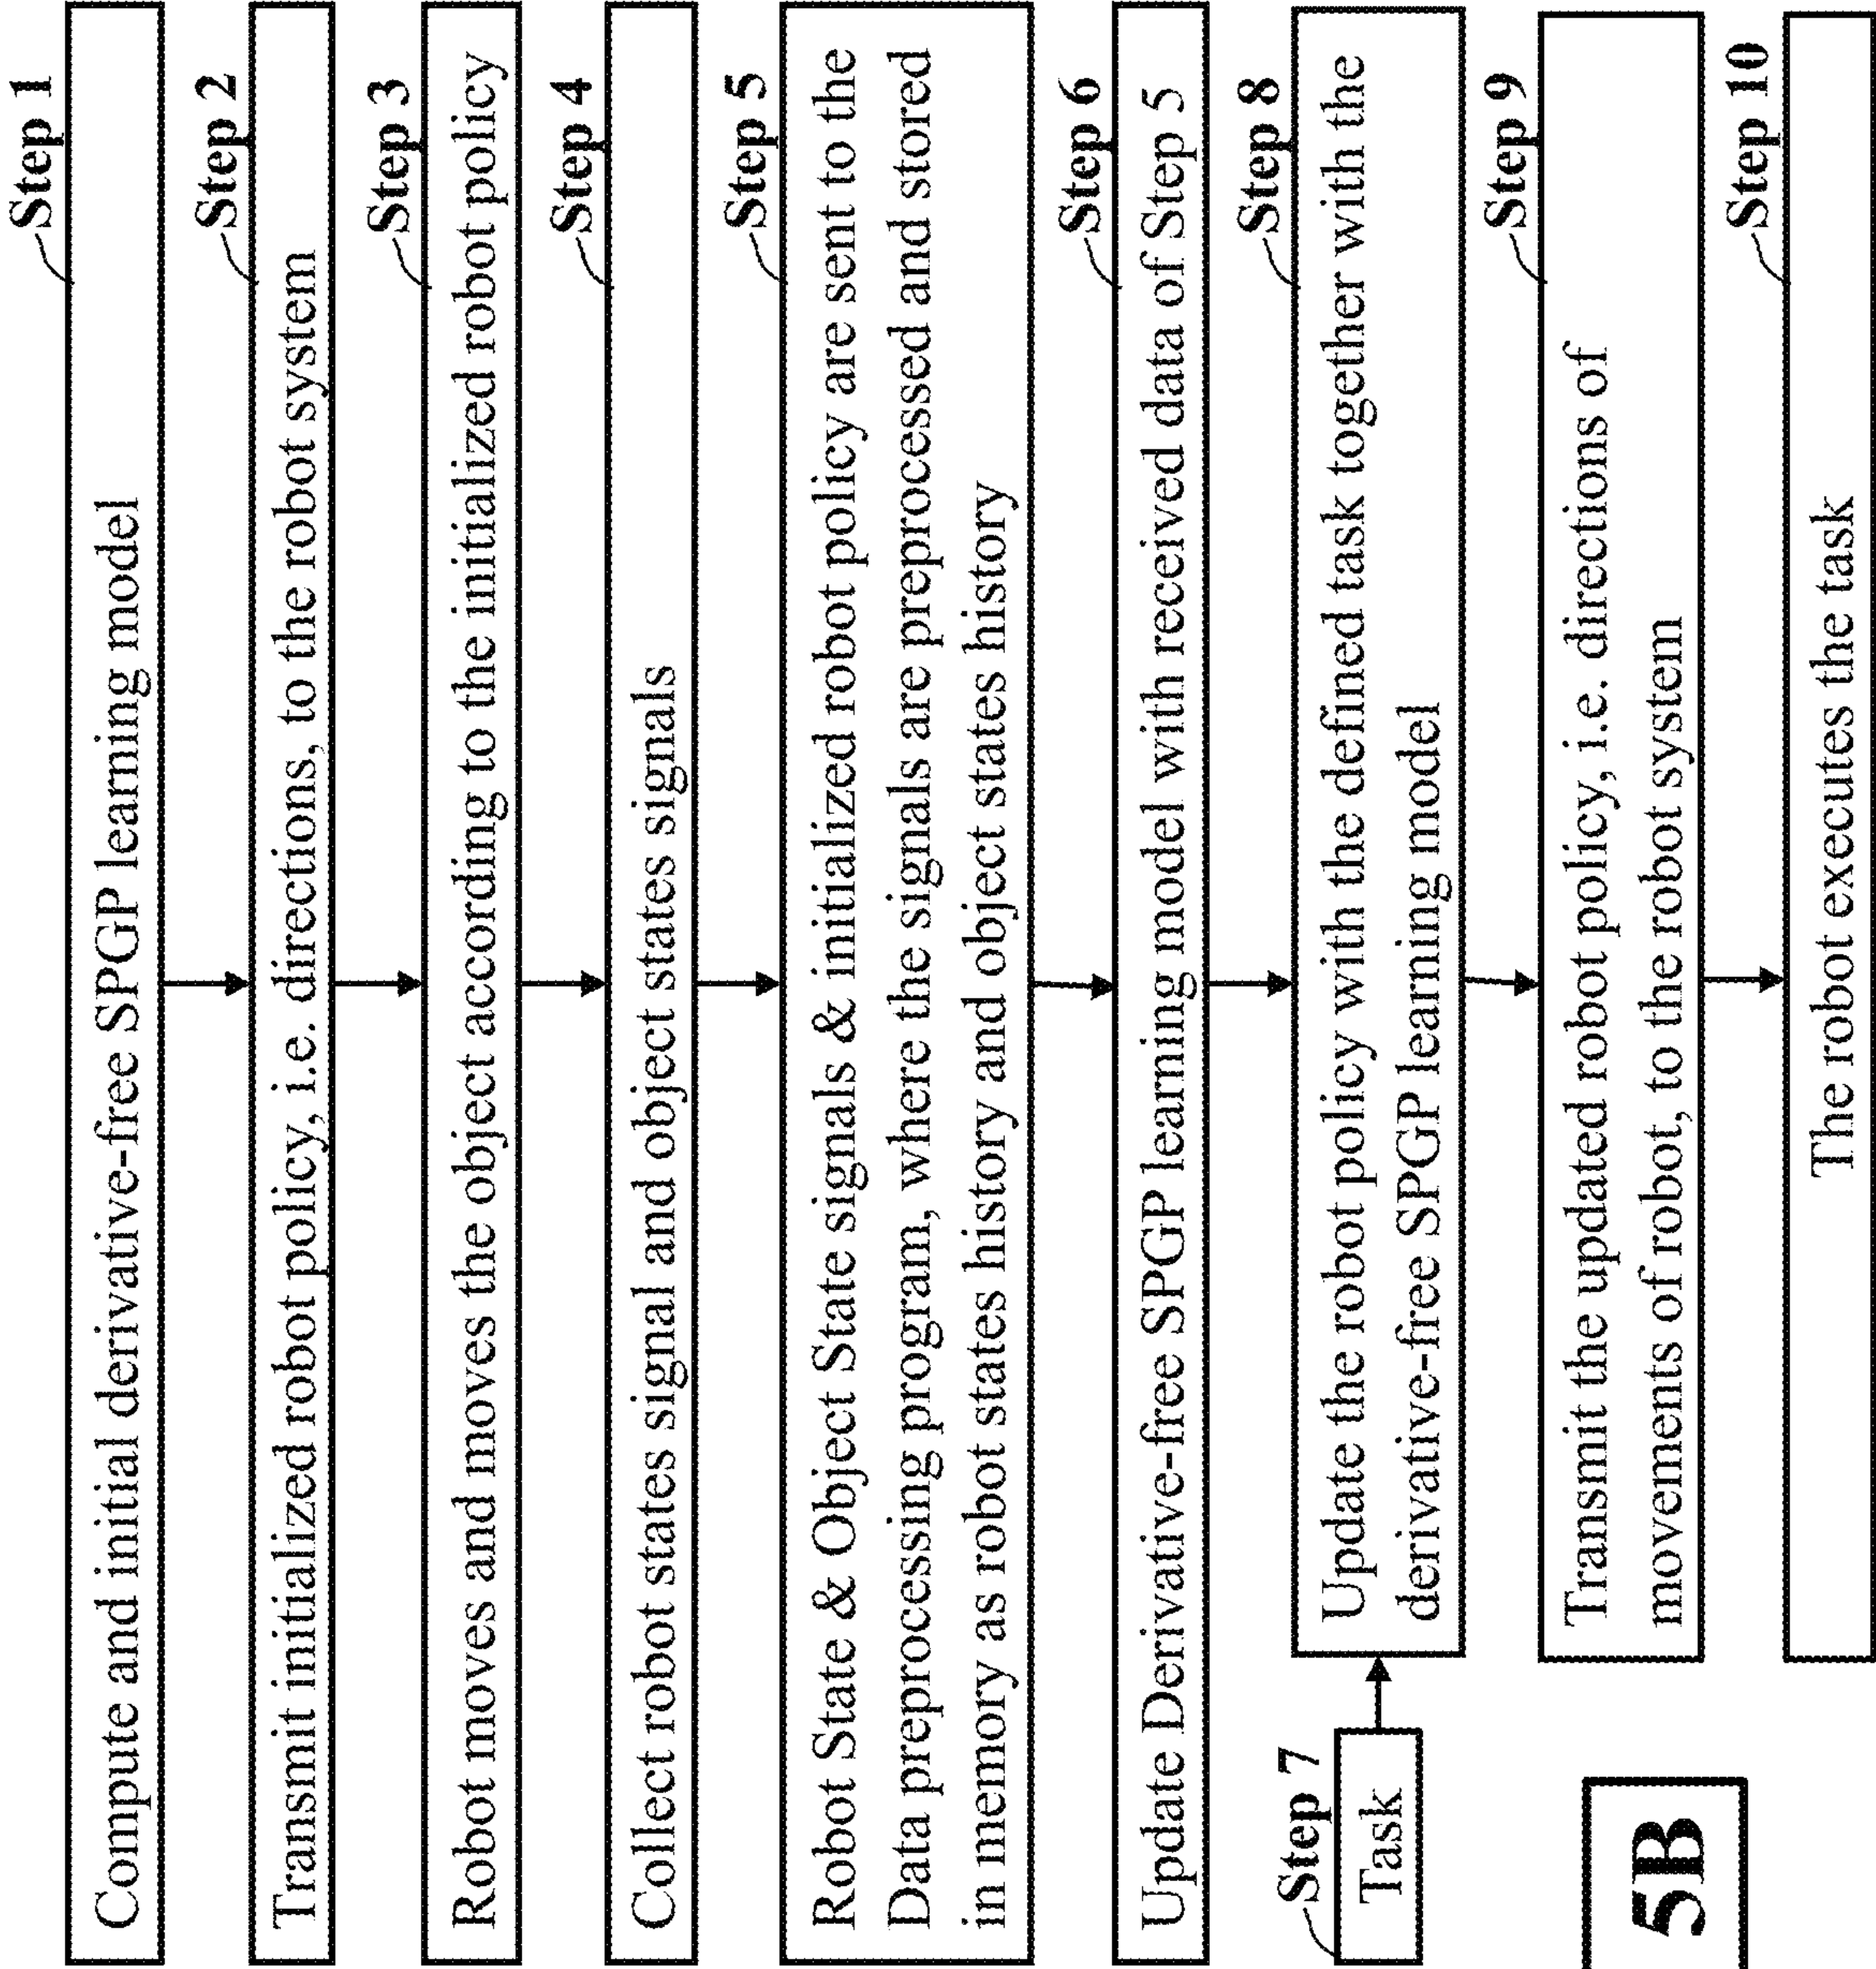 Step 1
Compute and initial derivative-free SPGP learning model
Step 2
Transmit initialized robot policy, i.e. directions, to the robot system
Step 3
Robot moves and moves the object according to the initialized robot policy
Step 4
Collect robot states signal and object states signals
Step 5
Robot State & Object State signals & initialized robot policy are sent to the
Data preprocessing program, where the signals are preprocessed and stored
in memory as robot states history and object states history
Step 6
Update Derivative-free SPGP learning model with received data of Step 5
Step 7
Task
Step 8
Update the robot policy with the defined task together with the
derivative-free SPGP learning model
Step 9
Transmit the updated robot policy, i.e. directions of
movements of robot, to the robot system
Step 10
The robot executes the task
5B